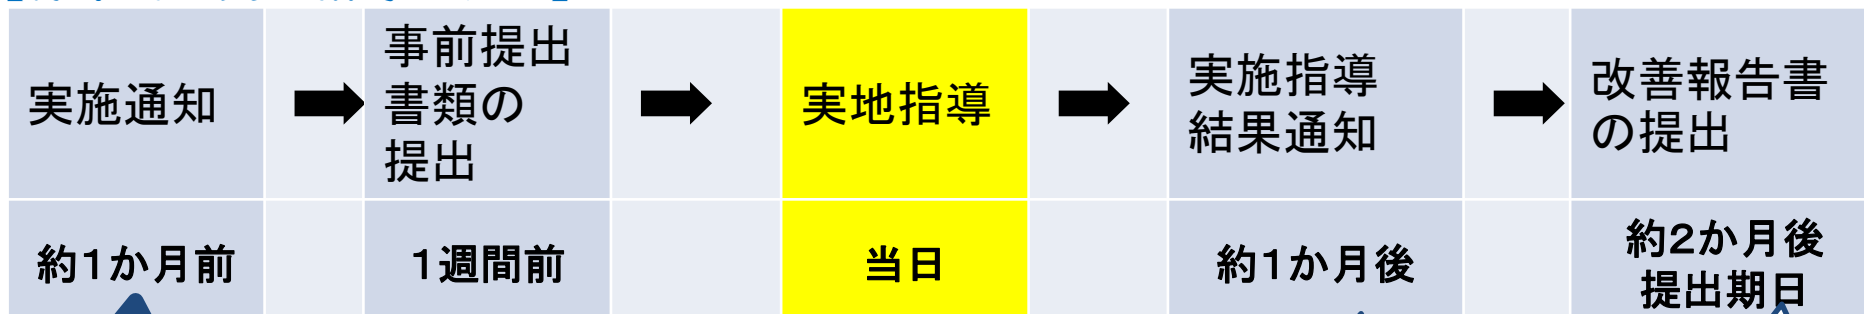 実施通知
事前提出
書類の
提出
実地指導
実施指導
結果通知
改善報告書
の提出
約1か月前
1週間前
当日
約1か月後
約2か月後
提出期日